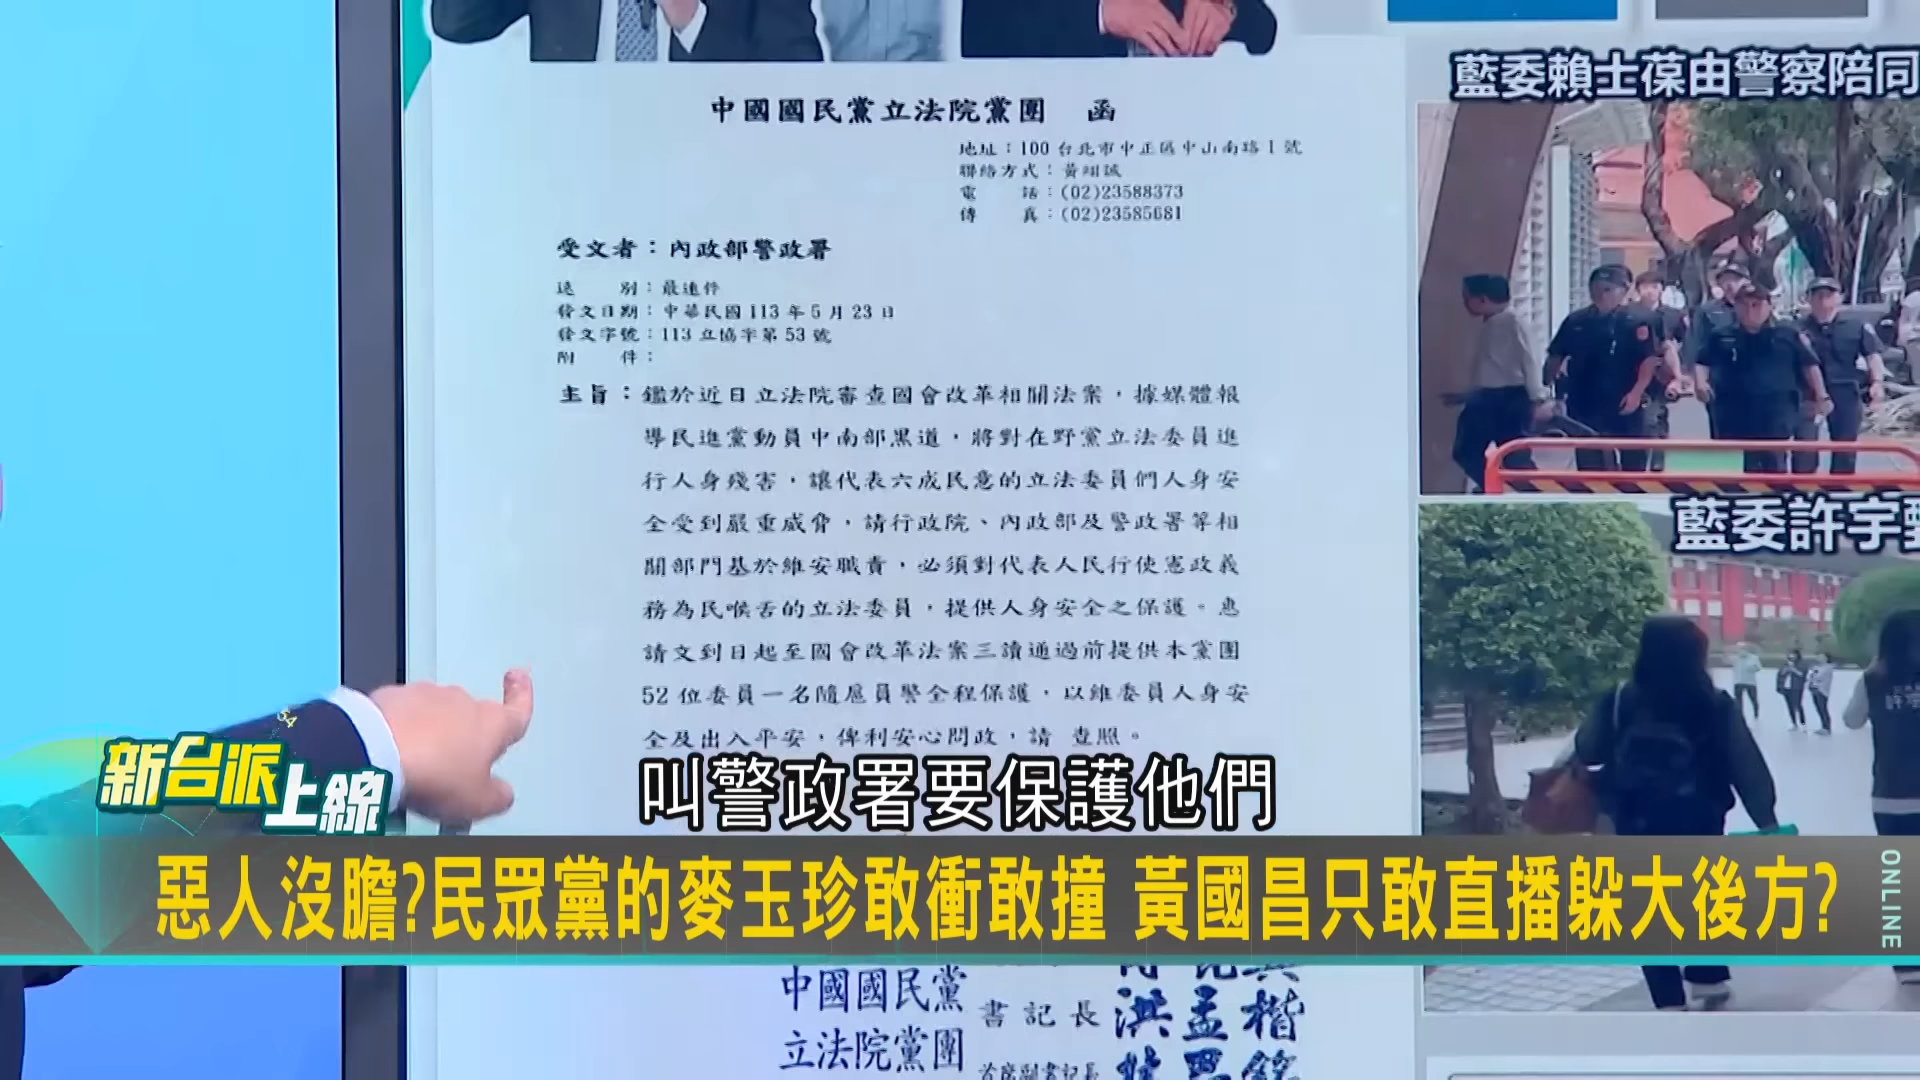 中國國民黨立法院黨團 函
地址：100 台北市中正區中山南路1號
聯絡方式：黃翊誠
電 話：(02)23588373
傳 真：(02)23585681
受文者：內政部警政署
速 別：最速件
發文日期：中華民國113年5月23日
發文字號：113立協字第53號
附 件：
主旨：鑑於近日立法院審查國會改革相關法案，據媒體報
導民進黨動員中南部黑道，將對在野黨立法委員進
行人身殘害，讓代表六成民意的立法委員們人身安
全受到嚴重威脅，請行政院、內政部及警政署等相
關部門基於維安職責，必須對代表人民行使憲政義
務為民喉舌的立法委員，提供人身安全之保護。惠
請文到日起至國會改革法案三讀通過前提供本黨團
52位委員一名隨扈員警全程保護，以維委員人身安
全及出入平安，俾利安心問政，請 查照。
藍委賴士葆由警察陪同
藍委許宇甄
叫警政署要保護他們
新台派上線
惡人沒膽?民眾黨的麥玉珍敢衝敢撞 黃國昌只敢直播躲大後方?
ONLINE
中國國民黨
立法院黨團
書記長 洪孟楷
首席副書記長